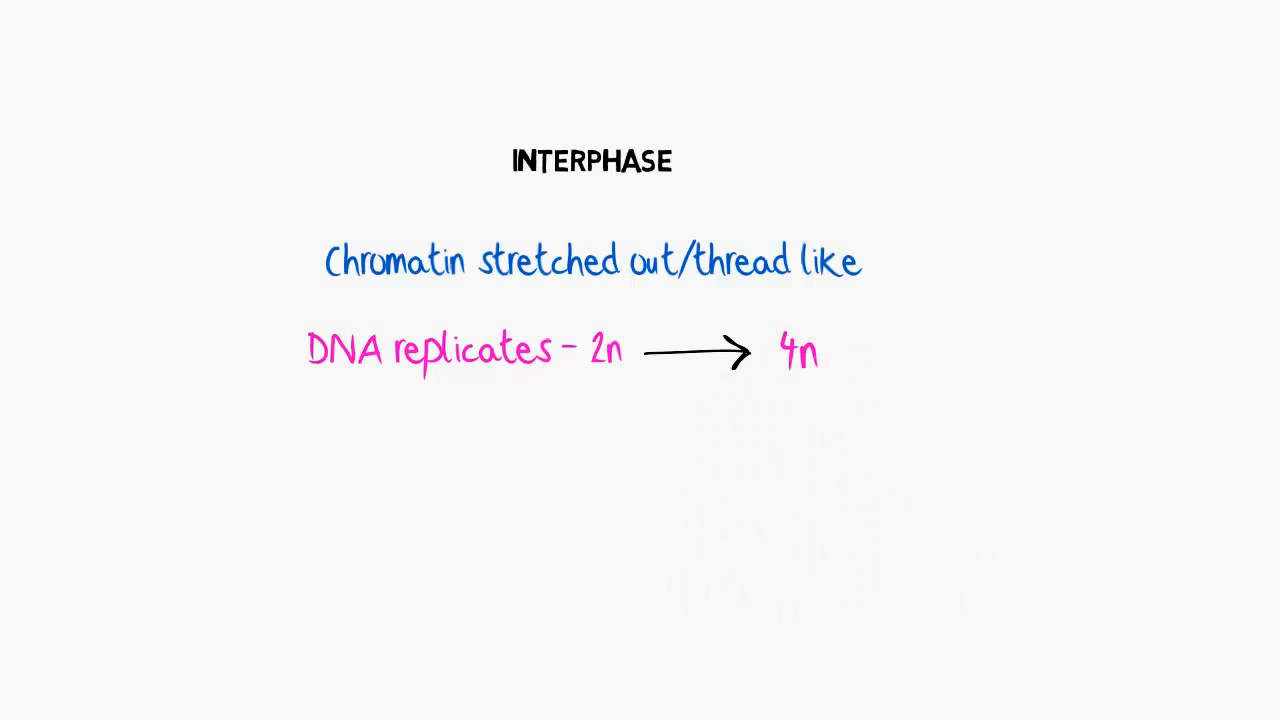 INTERPHASE
Chromatin stretched out/thread like
DNA replicates - 2n → 4n